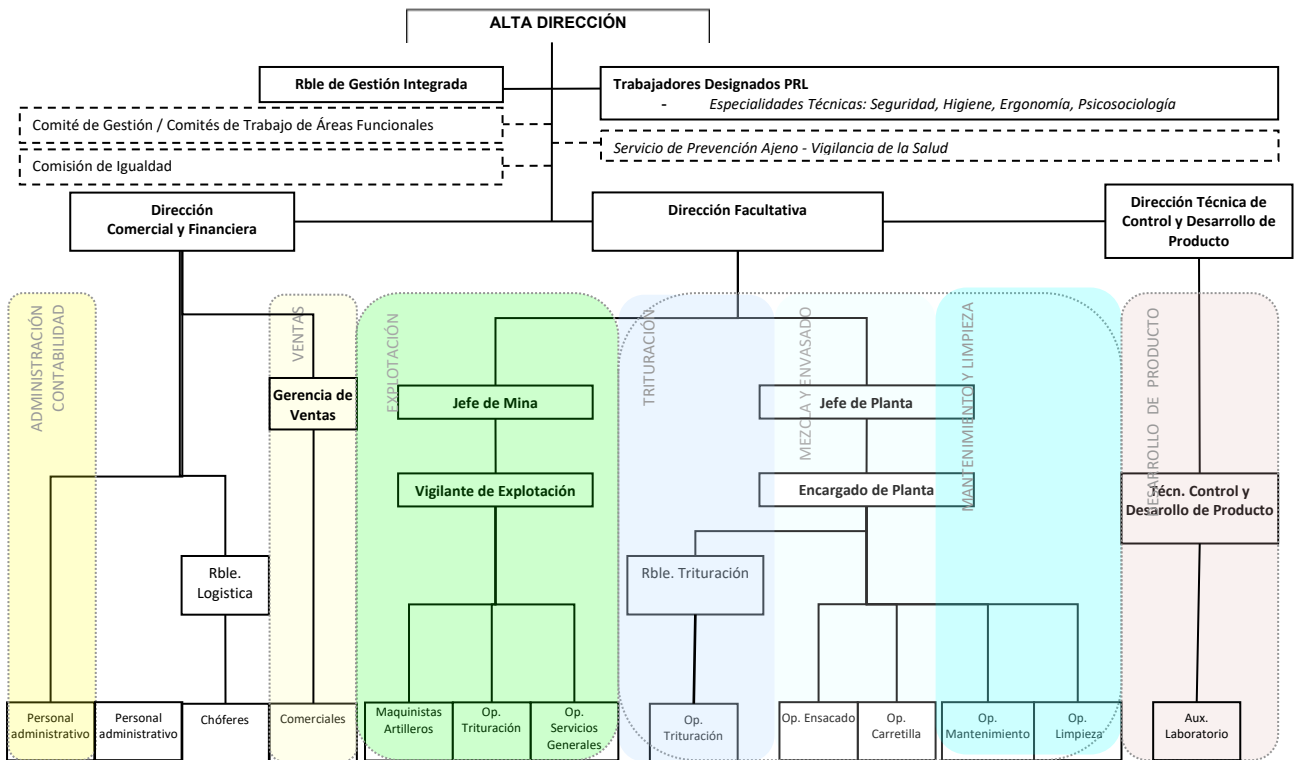 ALTA DIRECCIÓN
Rble de Gestión Integrada
Trabajadores Designados PRL
- Especialidades Técnicas: Seguridad, Higiene, Ergonomía, Psicosociología
Comité de Gestión / Comités de Trabajo de Áreas Funcionales
Servicio de Prevención Ajeno - Vigilancia de la Salud
Comisión de Igualdad
Dirección
Comercial y Financiera
Dirección Facultativa
Dirección Técnica de
Control y Desarrollo de
Producto
ADMINISTRACIÓN
CONTABILIDAD
VENTAS
EXPLOTACIÓN
TRITURACIÓN
MEZCLA Y ENVASADO
MANTENIMIENTO Y LIMPIEZA
DESARROLLO DE PRODUCTO
Gerencia de
Ventas
Jefe de Mina
Jefe de Planta
Vigilante de Explotación
Encargado de Planta
Técn. Control y
Desarrollo de Producto
Rble.
Logistica
Rble. Trituración
Personal
administrativo
Personal
administrativo
Chóferes
Comerciales
Maquinistas
Artilleros
Op.
Trituración
Op.
Servicios
Generales
Op.
Trituración
Op. Ensacado
Op.
Carretilla
Op.
Mantenimiento
Op.
Limpieza
Aux.
Laboratorio